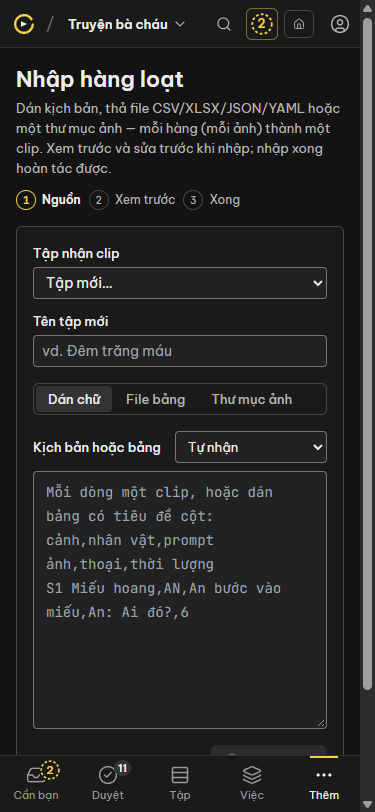 / Truyện bà cháu
2
Nhập hàng loạt
Dán kịch bản, thả file CSV/XLSX/JSON/YAML hoặc
một thư mục ảnh — mỗi hàng (mỗi ảnh) thành một
clip. Xem trước và sửa trước khi nhập; nhập xong
hoàn tác được.
1 Nguồn 2 Xem trước 3 Xong
Tập nhận clip
Tập mới...
Tên tập mới
vd. Đêm trăng máu
Dán chữ File bảng Thư mục ảnh
Kịch bản hoặc bảng Tự nhận
Mỗi dòng một clip, hoặc dán
bảng có tiêu đề cột:
cảnh,nhân vật,prompt
ảnh,thoại,thời lượng
S1 Miếu hoang,AN,An bước vào
miếu,An: Ai đó?,6
2 11
Cần bạn Duyệt Tập Việc Thêm